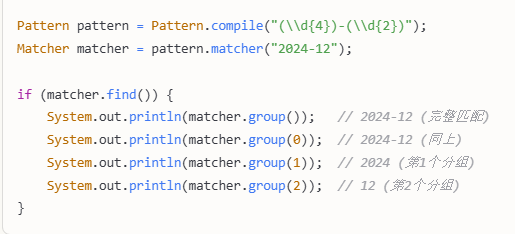 Pattern pattern = Pattern.compile("(\\d{4})-(\\d{2})");
Matcher matcher = pattern.matcher("2024-12");
if (matcher.find()) {
System.out.println(matcher.group());   // 2024-12 (完整匹配)
System.out.println(matcher.group(0));  // 2024-12 (同上)
System.out.println(matcher.group(1));  // 2024 (第1个分组)
System.out.println(matcher.group(2));  // 12 (第2个分组)
}